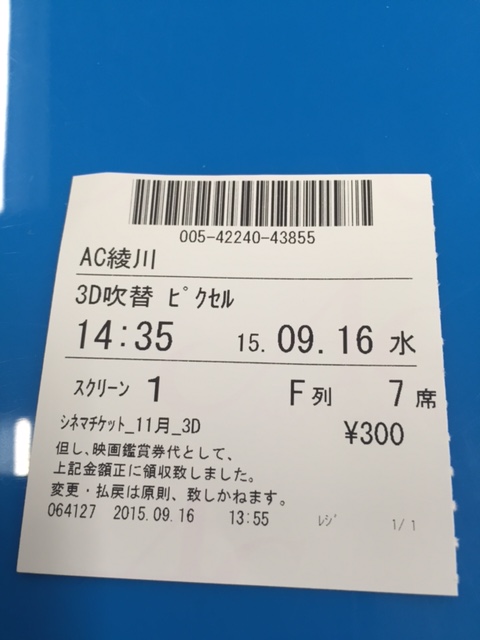 005-42240-43855
AC綾川
3D吹替 ﾋﾟｸｾﾙ
14:35 15. 09. 16 水
ｽｸﾘｰﾝ 1 F列 7席
ｼﾈﾏﾁｹｯﾄ_11月_3D ¥300
但し、映画鑑賞券代として、
上記金額正に領収致しました。
変更・払戻は原則、致しかねます。
064127 2015.09.16 13:55 ﾚｼﾞ 1/1